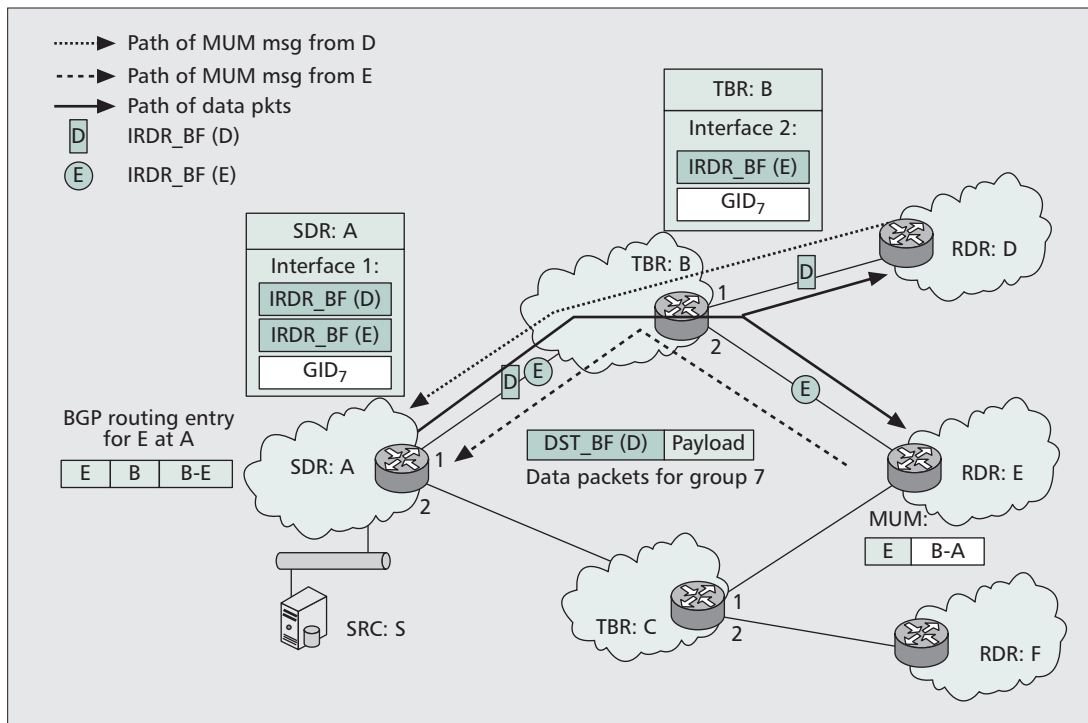 Path of MUM msg from D
Path of MUM msg from E
Path of data pkts
D IRDR_BF (D)
E IRDR_BF (E)
TBR: B
Interface 2:
IRDR_BF (E)
GID7
SDR: A
Interface 1:
IRDR_BF (D)
IRDR_BF (E)
GID7
TBR: B
1
2
D
RDR: D
D
E
E
BGP routing entry
for E at A
E B B-E
SDR: A
1
2
DST_BF (D) Payload
Data packets for group 7
RDR: E
MUM:
E B-A
SRC: S
TBR: C
1
2
RDR: F